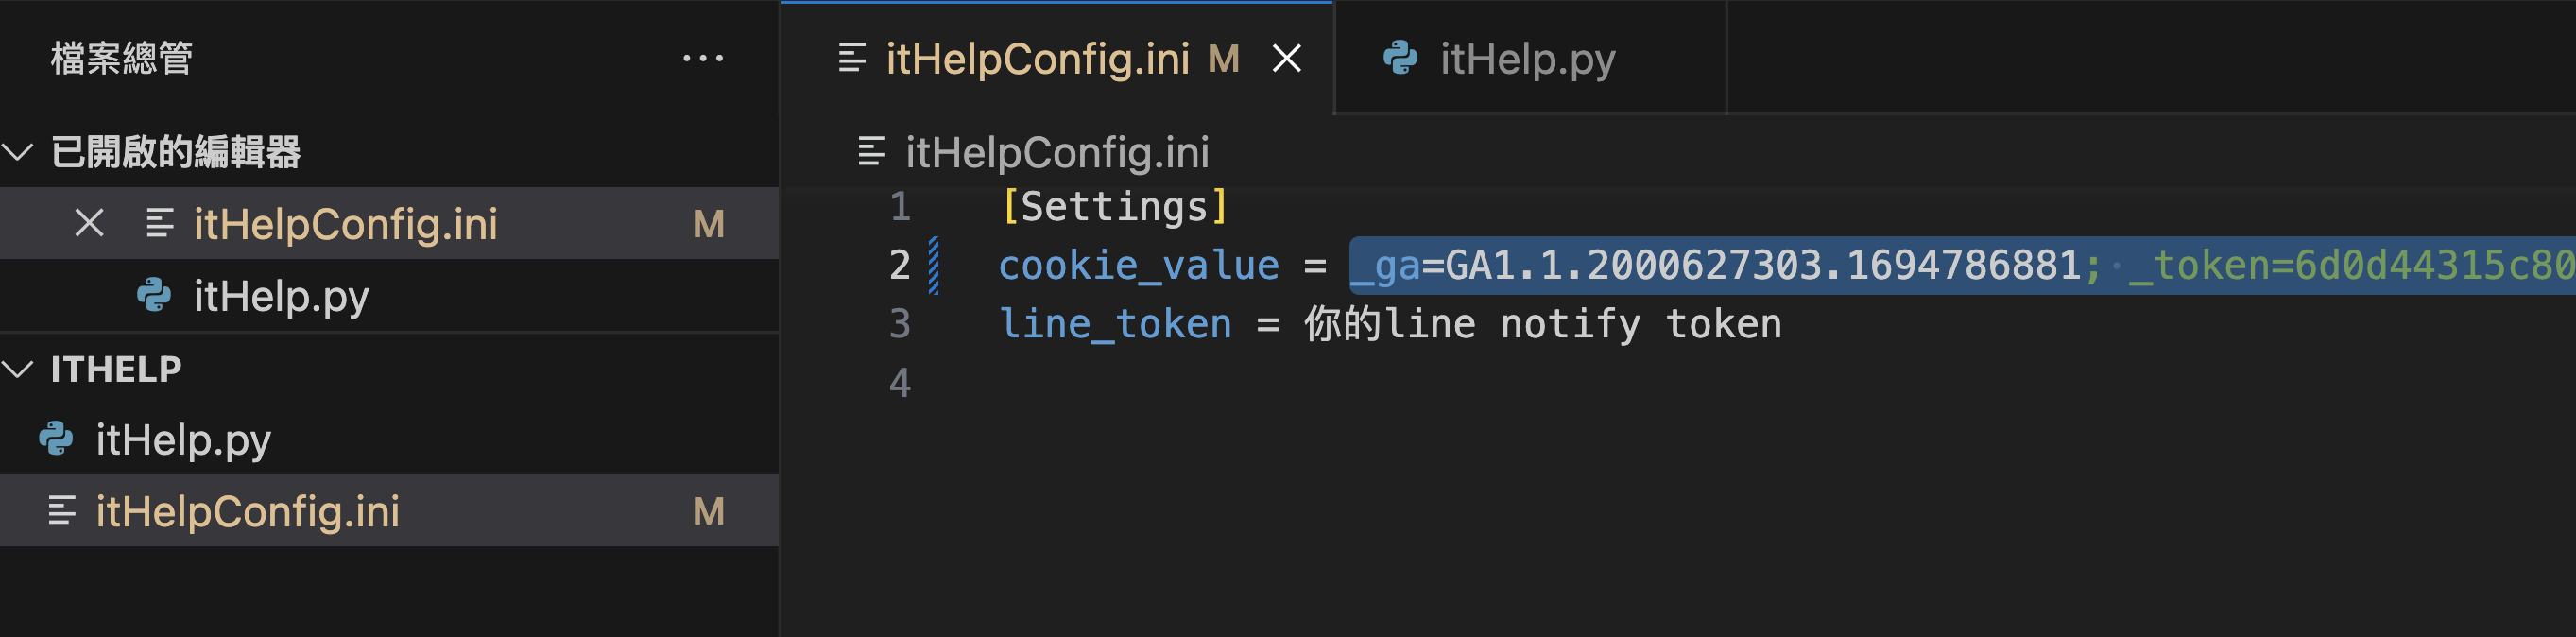 檔案總管 ...
已開啟的編輯器
itHelpConfig.ini M
itHelp.py
ITHELP
itHelp.py
itHelpConfig.ini M
itHelpConfig.ini M
itHelp.py
itHelpConfig.ini
1 [Settings]
2 cookie_value = _ga=GA1.1.2000627303.1694786881; _token=6d0d44315c80
3 line_token = 你的line notify token
4